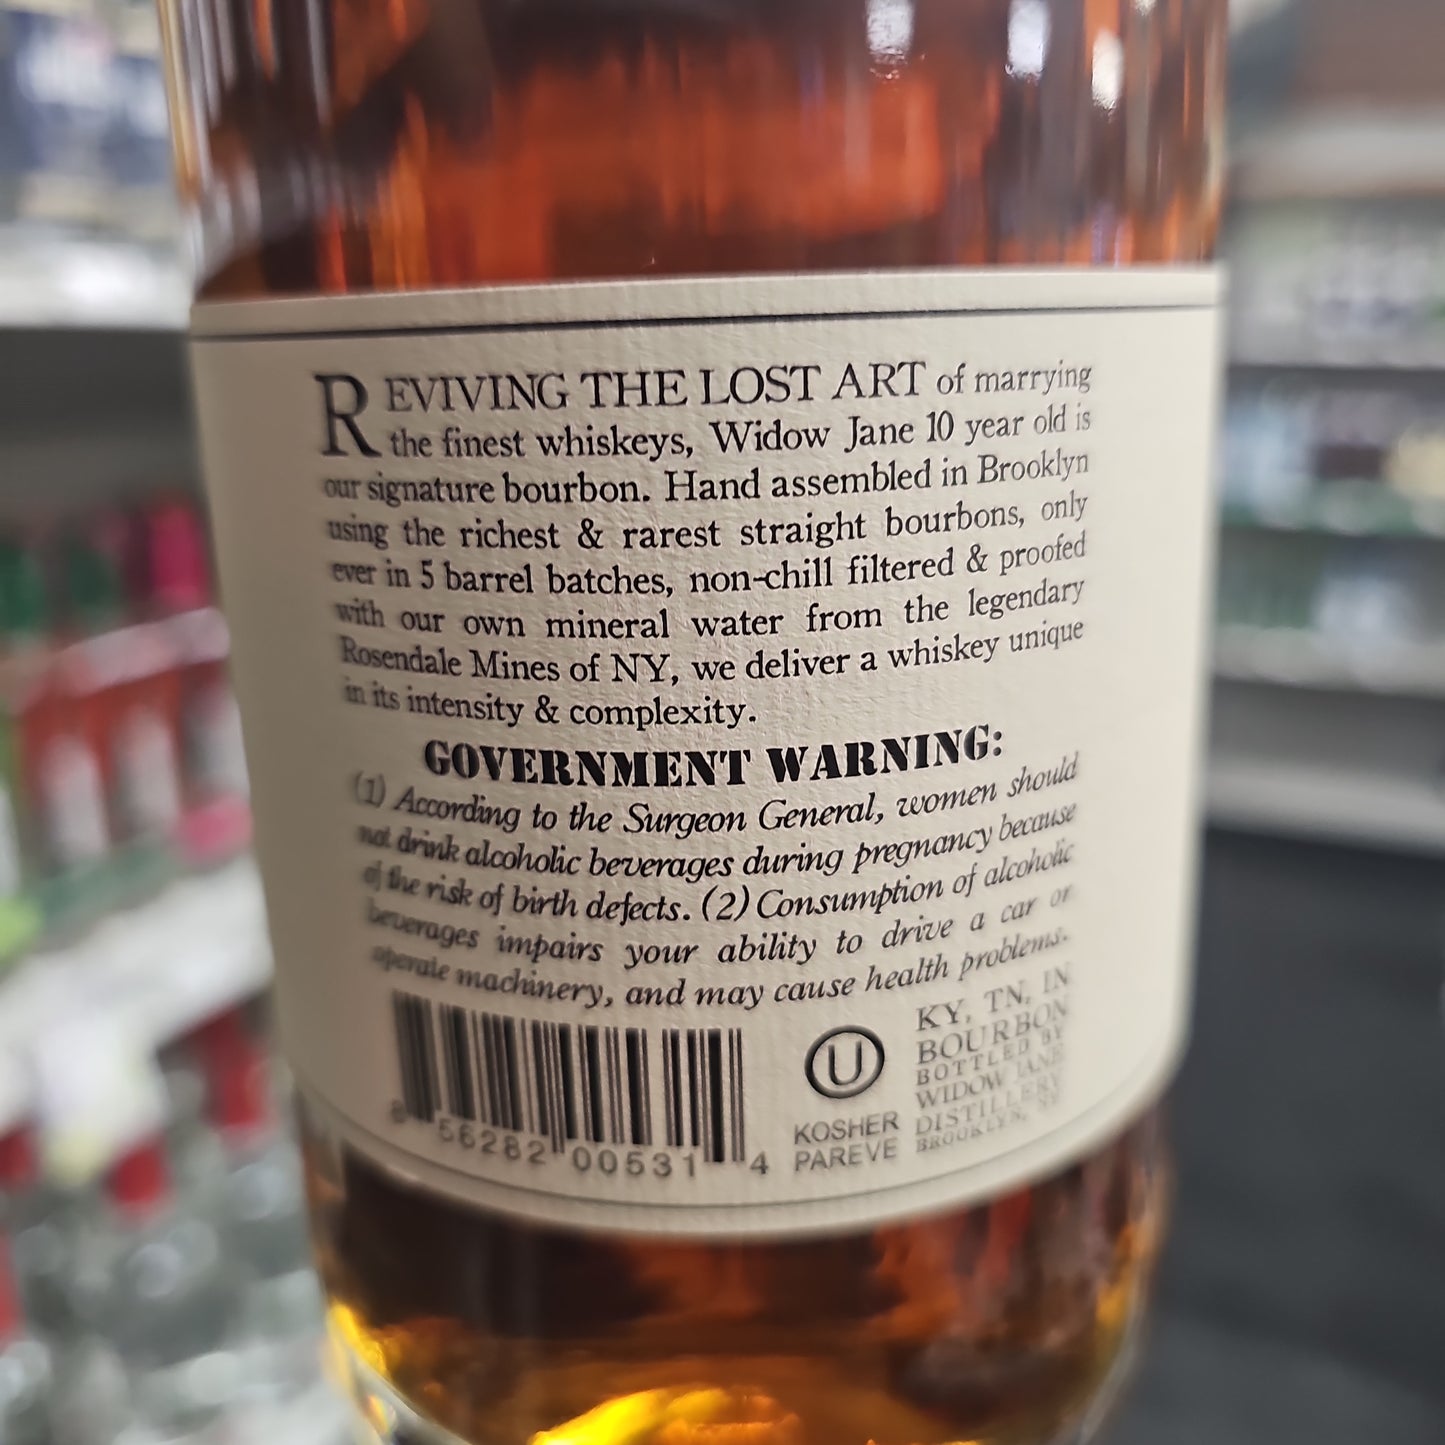 REVIVING THE LOST ART of marrying
the finest whiskeys, Widow Jane 10 year old is
our signature bourbon. Hand assembled in Brooklyn
using the richest & rarest straight bourbons, only
ever in 5 barrel batches, non-chill filtered & proofed
with our own mineral water from the legendary
Rosendale Mines of NY, we deliver a whiskey unique
in its intensity & complexity.
GOVERNMENT WARNING:
(1) According to the Surgeon General, women should
not drink alcoholic beverages during pregnancy because
of the risk of birth defects. (2) Consumption of alcoholic
beverages impairs your ability to drive a car or
operate machinery, and may cause health problems.
8 56282 00531 4
U
KOSHER
PAREVE
KY, TN, IN
BOURBON
BOTTLED BY
WIDOW JANE
DISTILLERY
BROOKLYN, NY